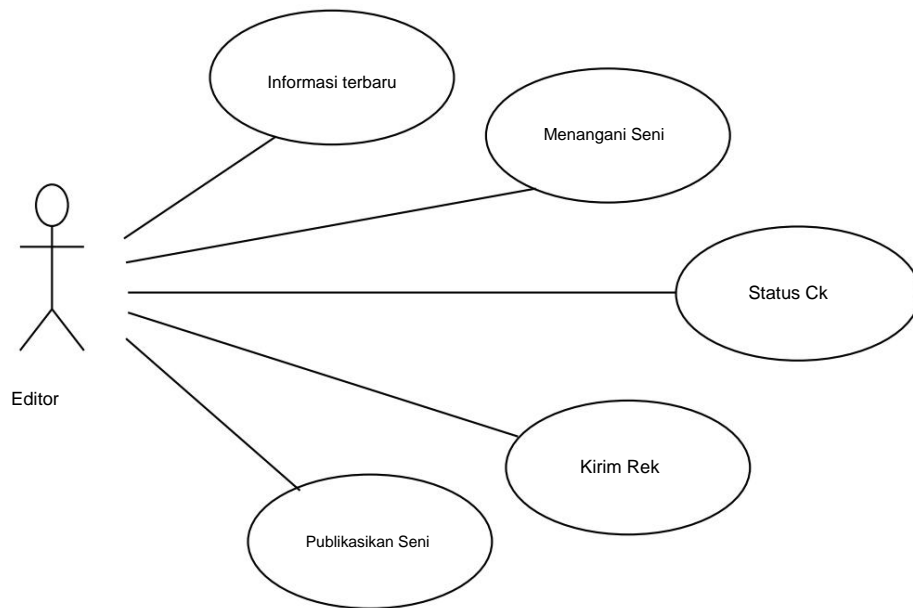 Informasi terbaru
Menangani Seni
Status Ck
Editor
Kirim Rek
Publikasikan Seni